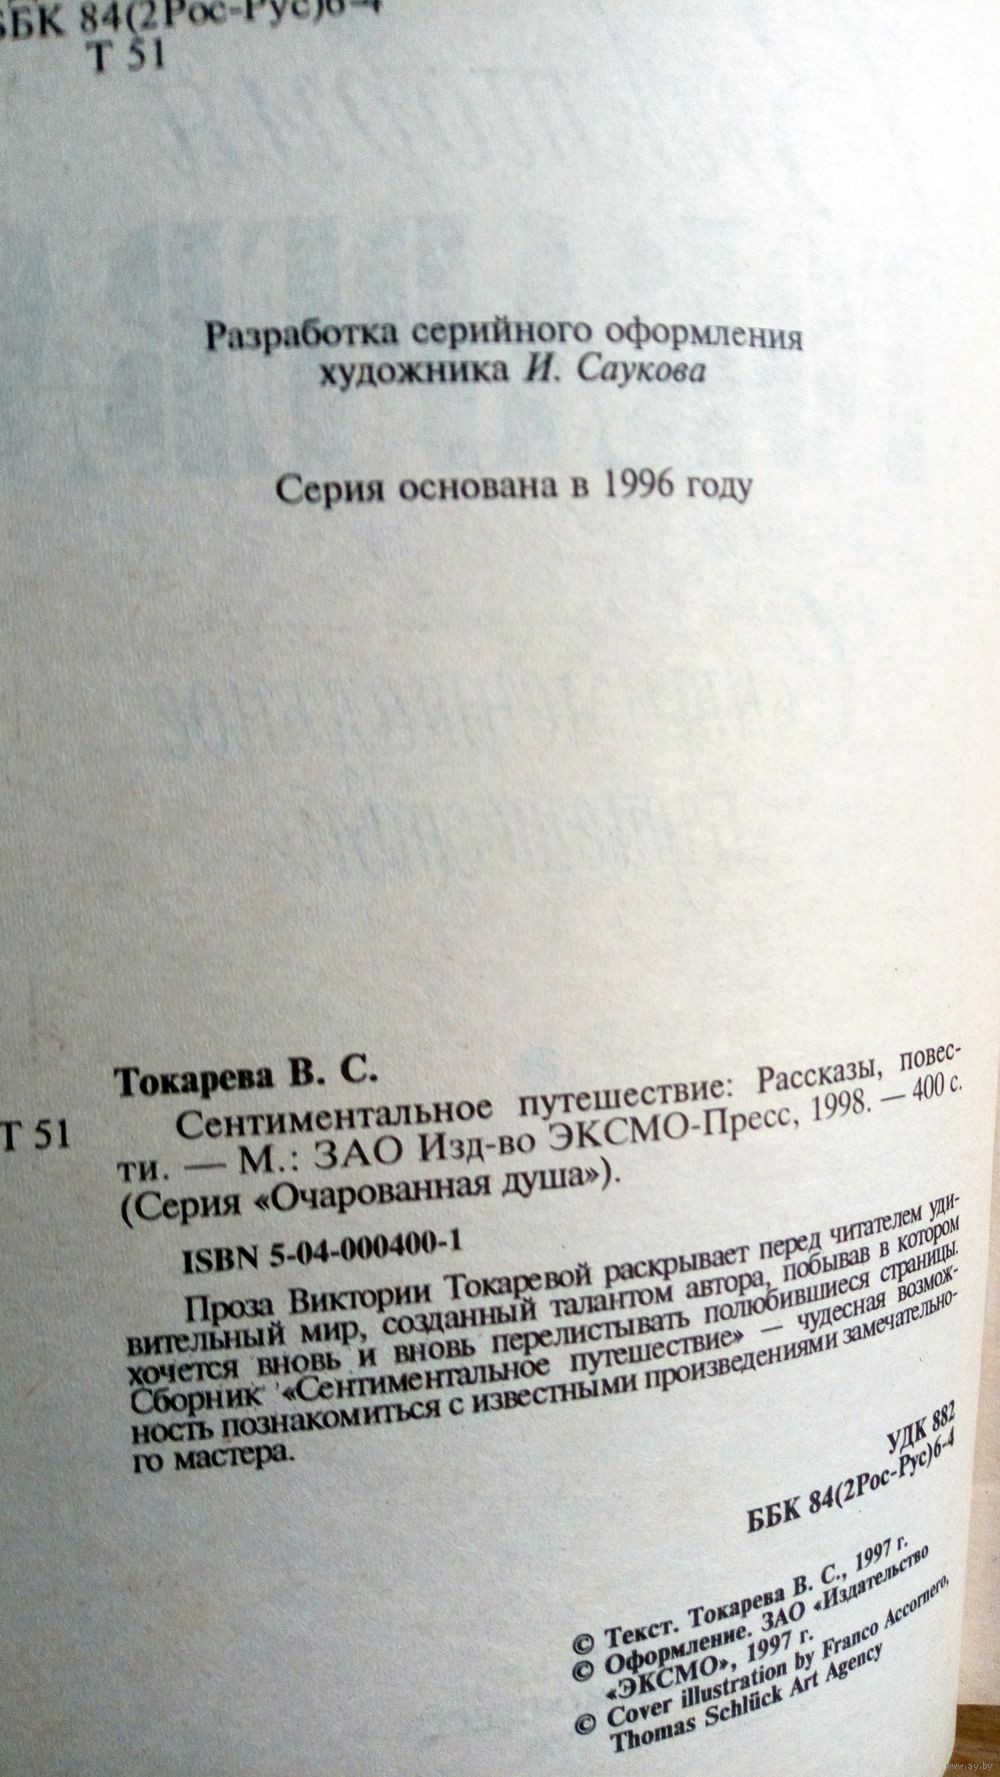 ББК 84(2Рос-Рус)6-4
Т 51
Разработка серийного оформления
художника И. Саукова
Серия основана в 1996 году
Токарева В. С.
Т 51 Сентиментальное путешествие: Рассказы, повес-
ти. — М.: ЗАО Изд-во ЭКСМО-Пресс, 1998. — 400 с.
(Серия «Очарованная душа»).
ISBN 5-04-000400-1
Проза Виктории Токаревой раскрывает перед читателем уди-
вительный мир, созданный талантом автора, побывав в котором
хочется вновь и вновь перелистывать полюбившиеся страницы.
Сборник «Сентиментальное путешествие» — чудесная возмож-
ность познакомиться с известными произведениями замечательно-
го мастера.
УДК 882
ББК 84(2Рос-Рус)6-4
© Текст. Токарева В. С., 1997 г.
© Оформление. ЗАО «Издательство
«ЭКСМО», 1997 г.
© Cover illustration by Franco Accornero,
Thomas Schlück Art Agency
www.ay.by